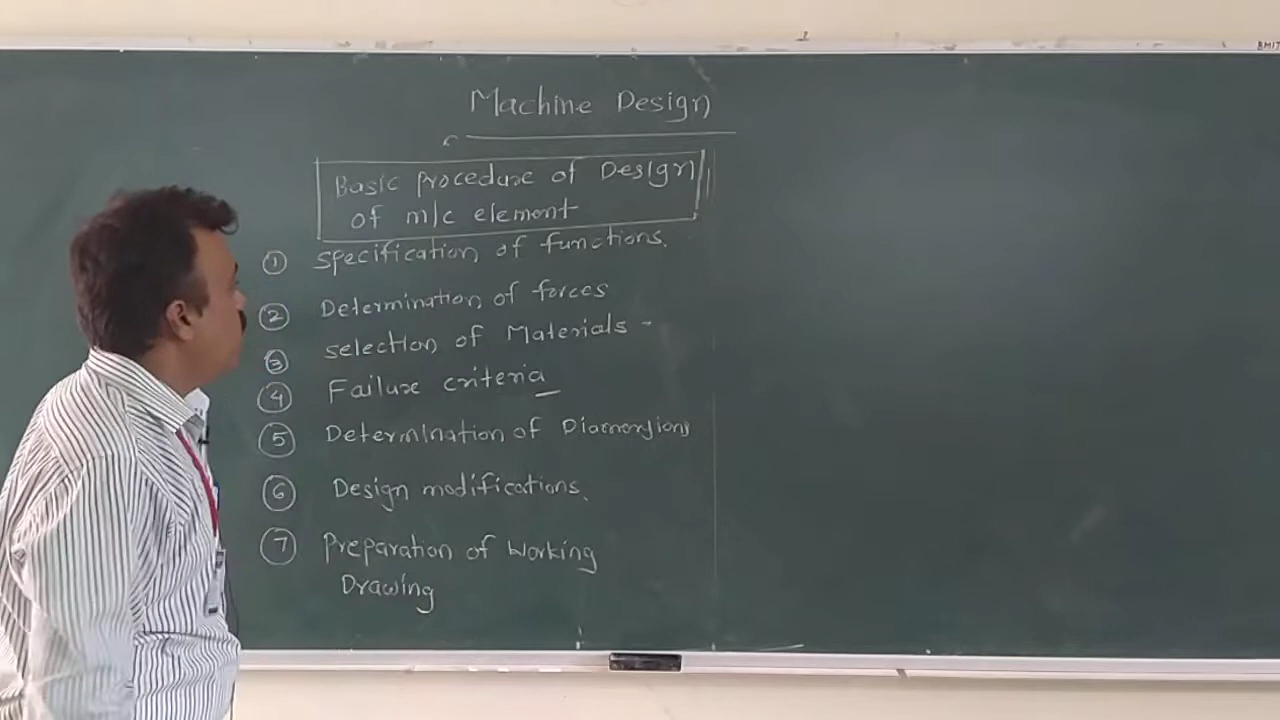 Machine Design
Basic procedure of Design
of m/c element
① Specification of functions.
② Determination of forces
③ selection of Materials -
④ Failure criteria
⑤ Determination of Diamensions
⑥ Design modifications.
⑦ Preparation of Working
Drawing